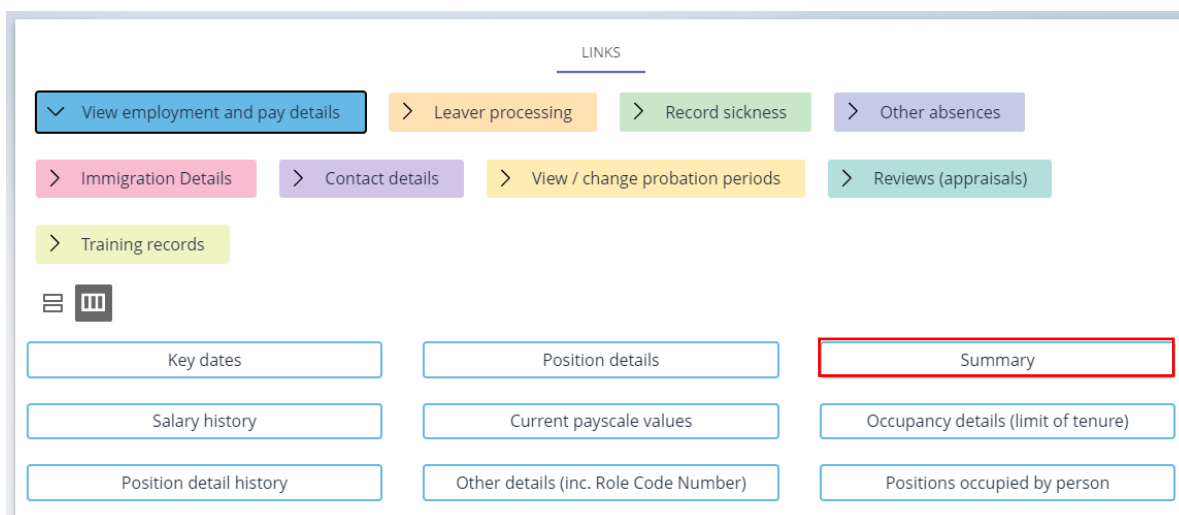 LINKS
View employment and pay details
Leaver processing
Record sickness
Other absences
Immigration Details
Contact details
View / change probation periods
Reviews (appraisals)
Training records
Key dates
Position details
Summary
Salary history
Current payscale values
Occupancy details (limit of tenure)
Position detail history
Other details (inc. Role Code Number)
Positions occupied by person